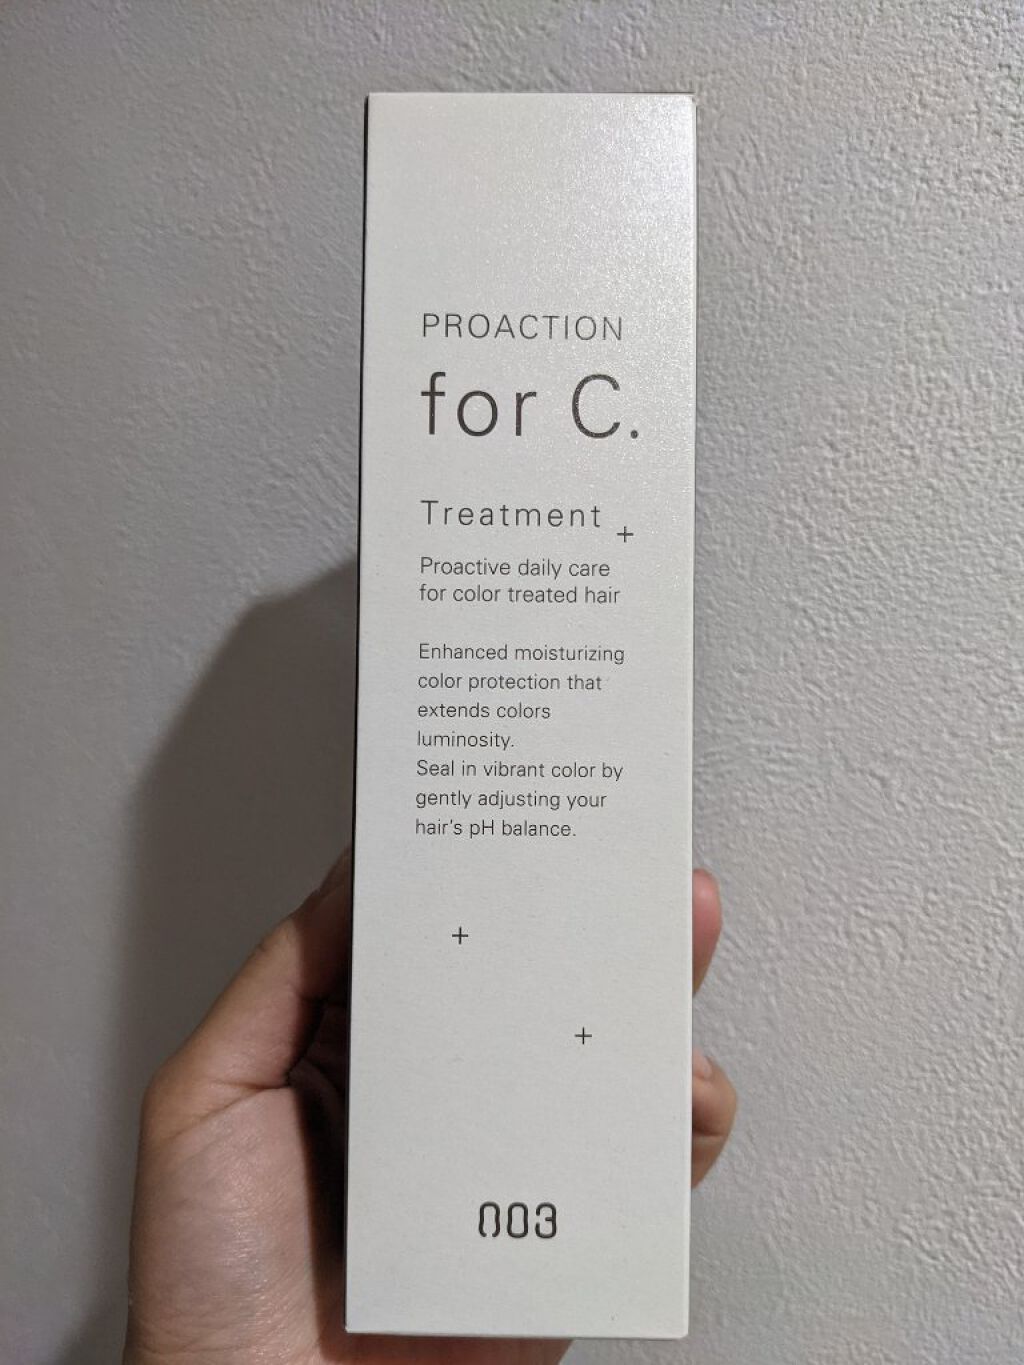 PROACTION
for C.
Treatment
+
Proactive daily care
for color treated hair
Enhanced moisturizing
color protection that
extends colors
luminosity.
Seal in vibrant color by
gently adjusting your
hair's pH balance.
+
+
003